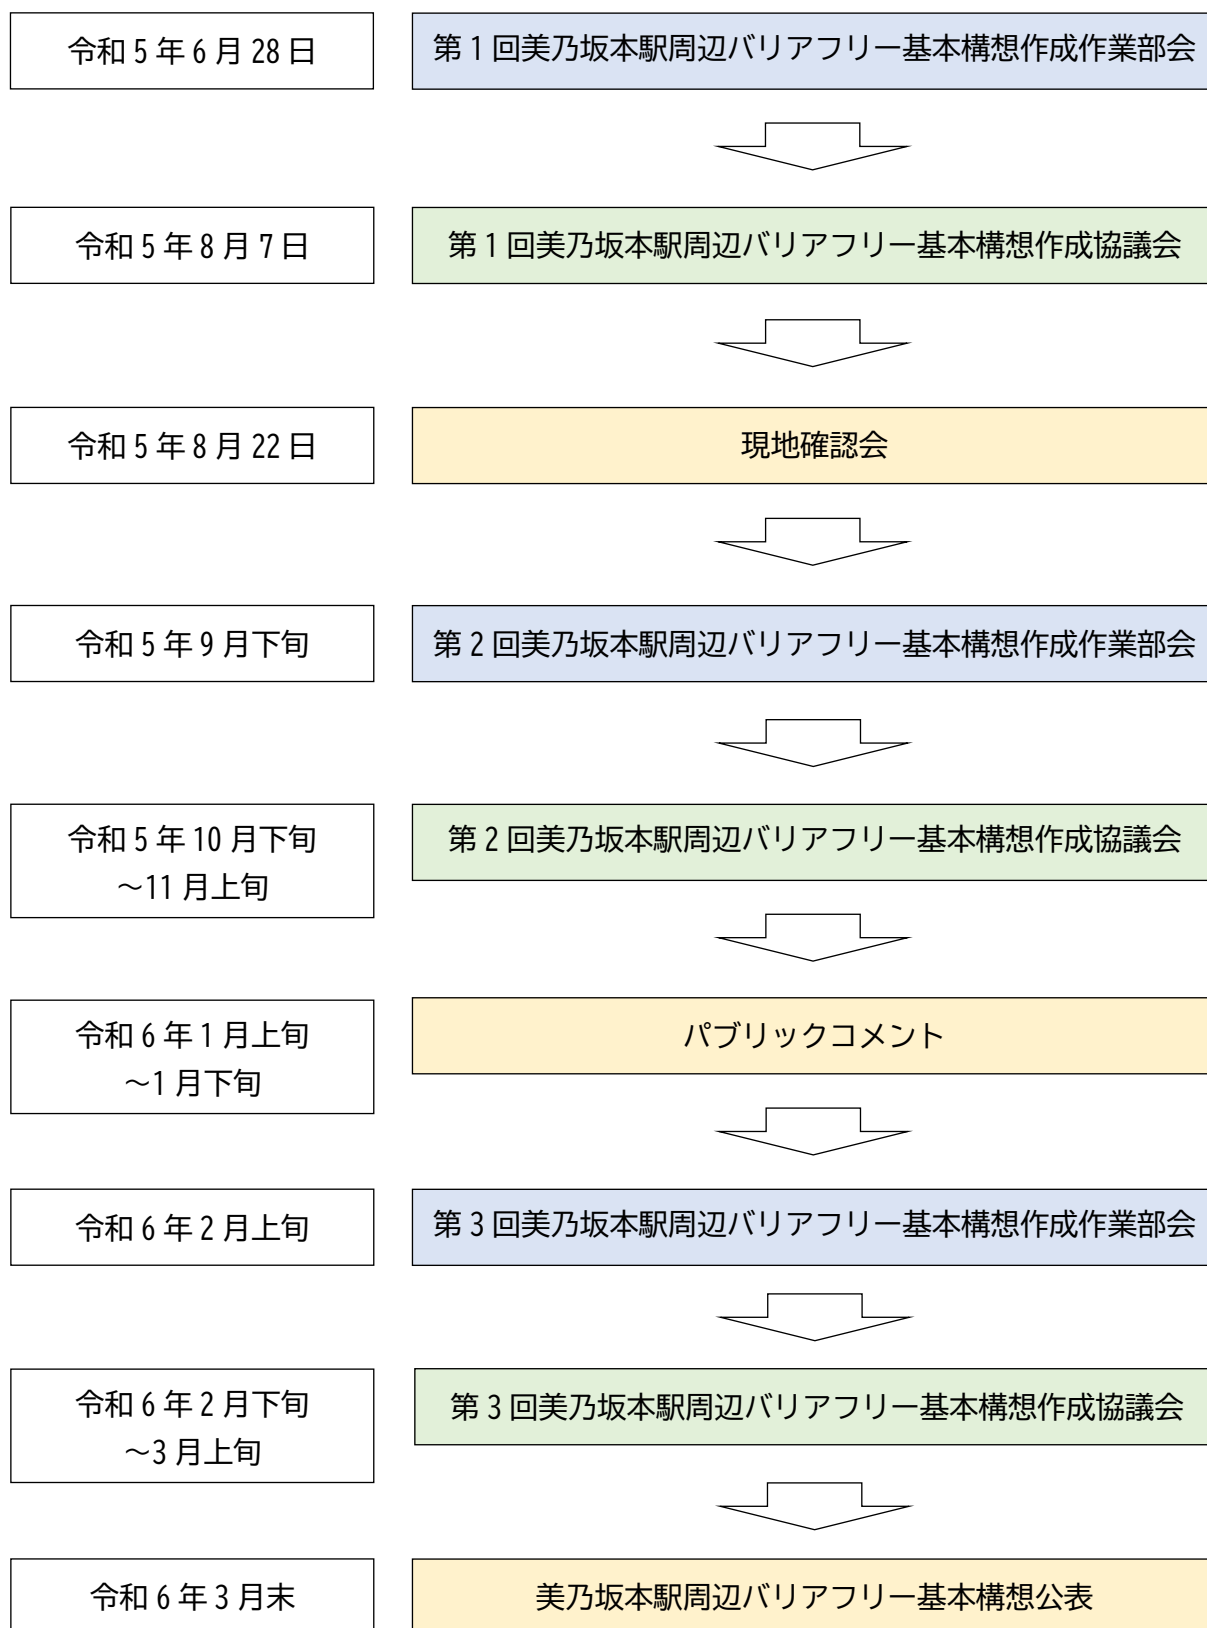 令和5年6月28日
第1回美乃坂本駅周辺バリアフリー基本構想作成作業部会
令和5年8月7日
第1回美乃坂本駅周辺バリアフリー基本構想作成協議会
令和5年8月22日
現地確認会
令和5年9月下旬
第2回美乃坂本駅周辺バリアフリー基本構想作成作業部会
令和5年10月下旬
~11月上旬
第2回美乃坂本駅周辺バリアフリー基本構想作成協議会
令和6年1月上旬
~1月下旬
パブリックコメント
令和6年2月上旬
第3回美乃坂本駅周辺バリアフリー基本構想作成作業部会
令和6年2月下旬
~3月上旬
第3回美乃坂本駅周辺バリアフリー基本構想作成協議会
令和6年3月末
美乃坂本駅周辺バリアフリー基本構想公表